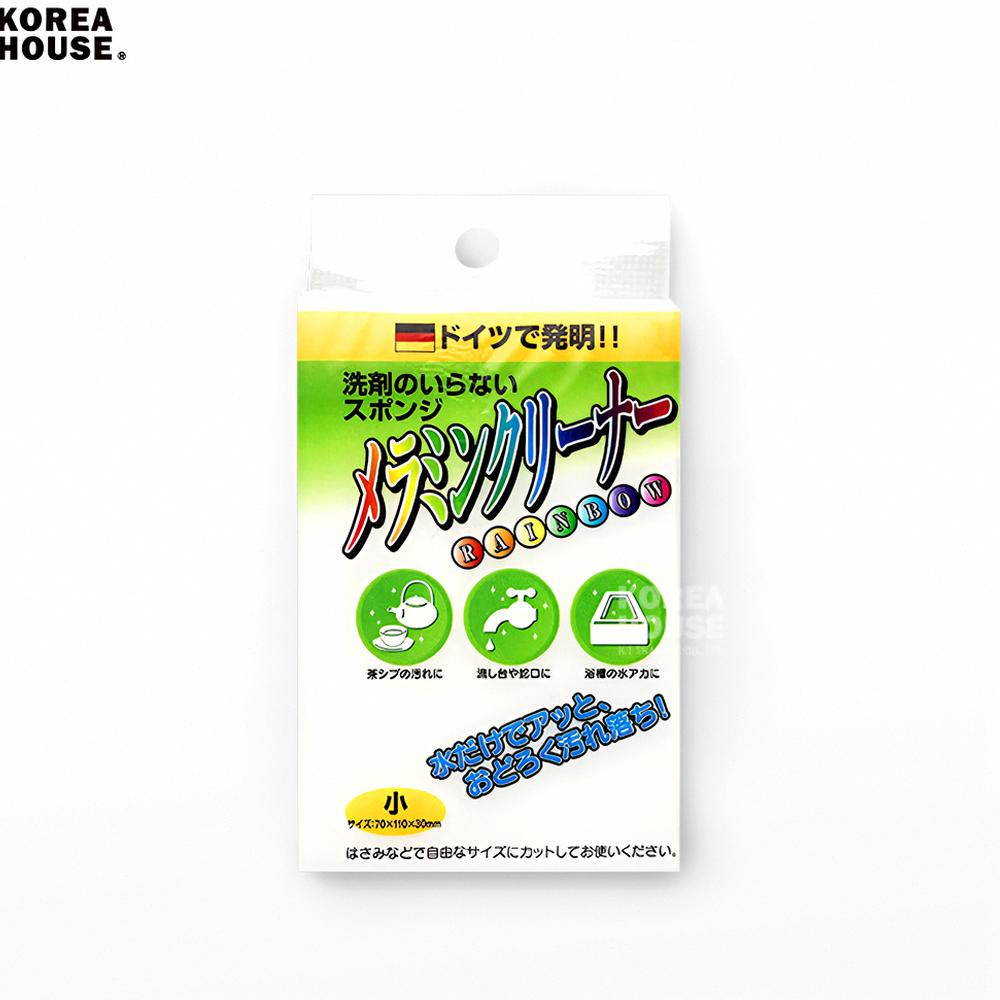 KOREA
HOUSE®
ドイツで発明!!
洗剤のいらない
スポンジ
メラミンクリーナー
RAINBOW
茶シブの汚れに
流し台や蛇口に
浴槽の水アカに
KOREA
HOUSE
水だけでアッと、
おどろく汚れ落ち!
小
サイズ:70×110×30mm
はさみなどで自由なサイズにカットしてお使いください。